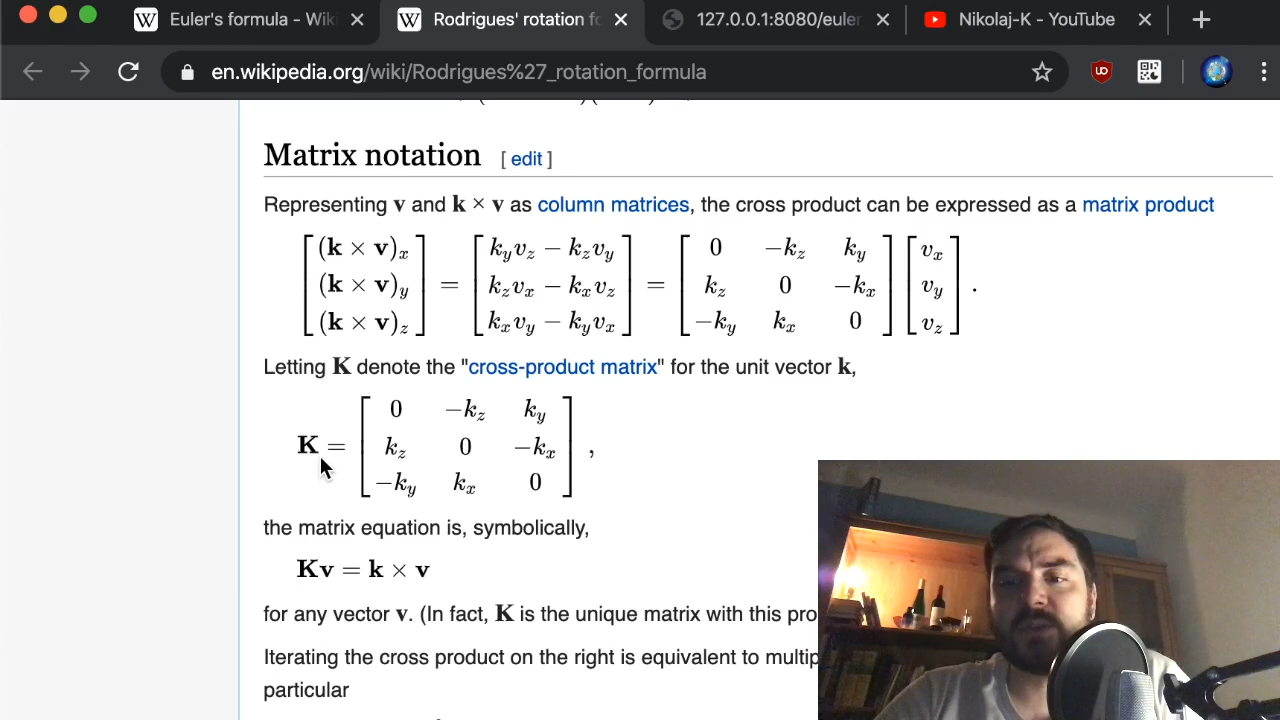 Euler's formula - Wiki
Rodrigues' rotation fo
127.0.0.1:8080/euler
Nikolaj-K - YouTube
en.wikipedia.org/wiki/Rodrigues%27_rotation_formula
Matrix notation [ edit ]
Representing v and k × v as column matrices, the cross product can be expressed as a matrix product
[(k × v)x] = [kyvz − kzvy] = [0 −kz ky] [vx]
[(k × v)y] [kzvx − kxvz] [kz 0 −kx] [vy] .
[(k × v)z] [kxvy − kyvx] [−ky kx 0] [vz]
Letting K denote the "cross-product matrix" for the unit vector k,
[0 −kz ky]
K = [kz 0 −kx] ,
[−ky kx 0]
the matrix equation is, symbolically,
Kv = k × v
for any vector v. (In fact, K is the unique matrix with this pro
Iterating the cross product on the right is equivalent to multip
particular